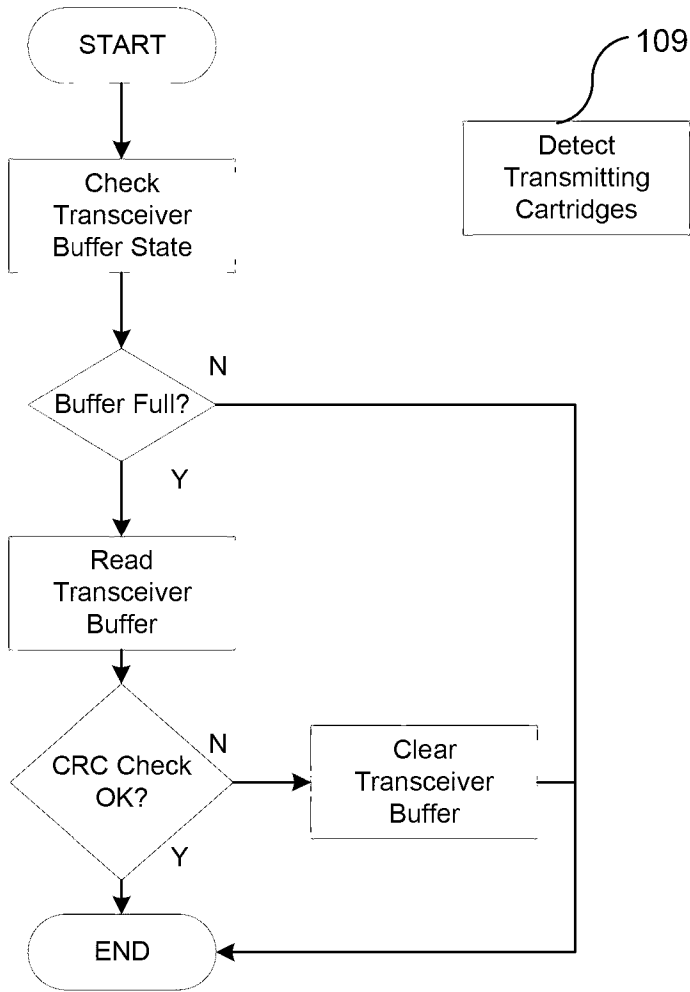 START
109
Detect
Transmitting
Cartridges
Check
Transceiver
Buffer State
N
Buffer Full?
Y
Read
Transceiver
Buffer
N
CRC Check
OK?
Clear
Transceiver
Buffer
Y
END